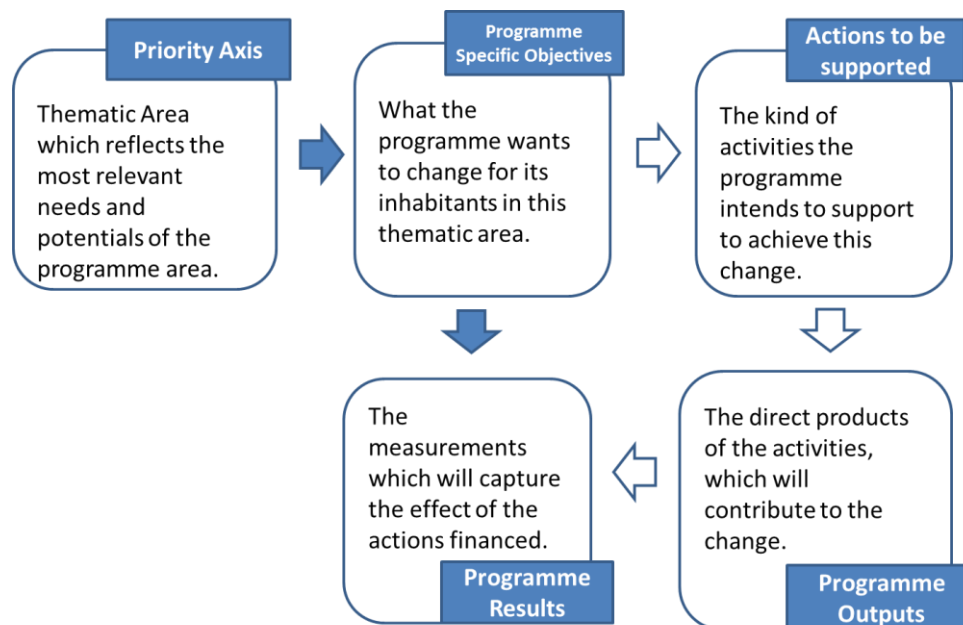 Priority Axis
Thematic Area
which reflects the
most relevant
needs and
potentials of the
programme area.
Programme
Specific Objectives
What the
programme wants
to change for its
inhabitants in this
thematic area.
Actions to be
supported
The kind of
activities the
programme
intends to support
to achieve this
change.
The
measurements
which will capture
the effect of the
actions financed.
Programme
Results
The direct products
of the activities,
which will
contribute to the
change.
Programme
Outputs